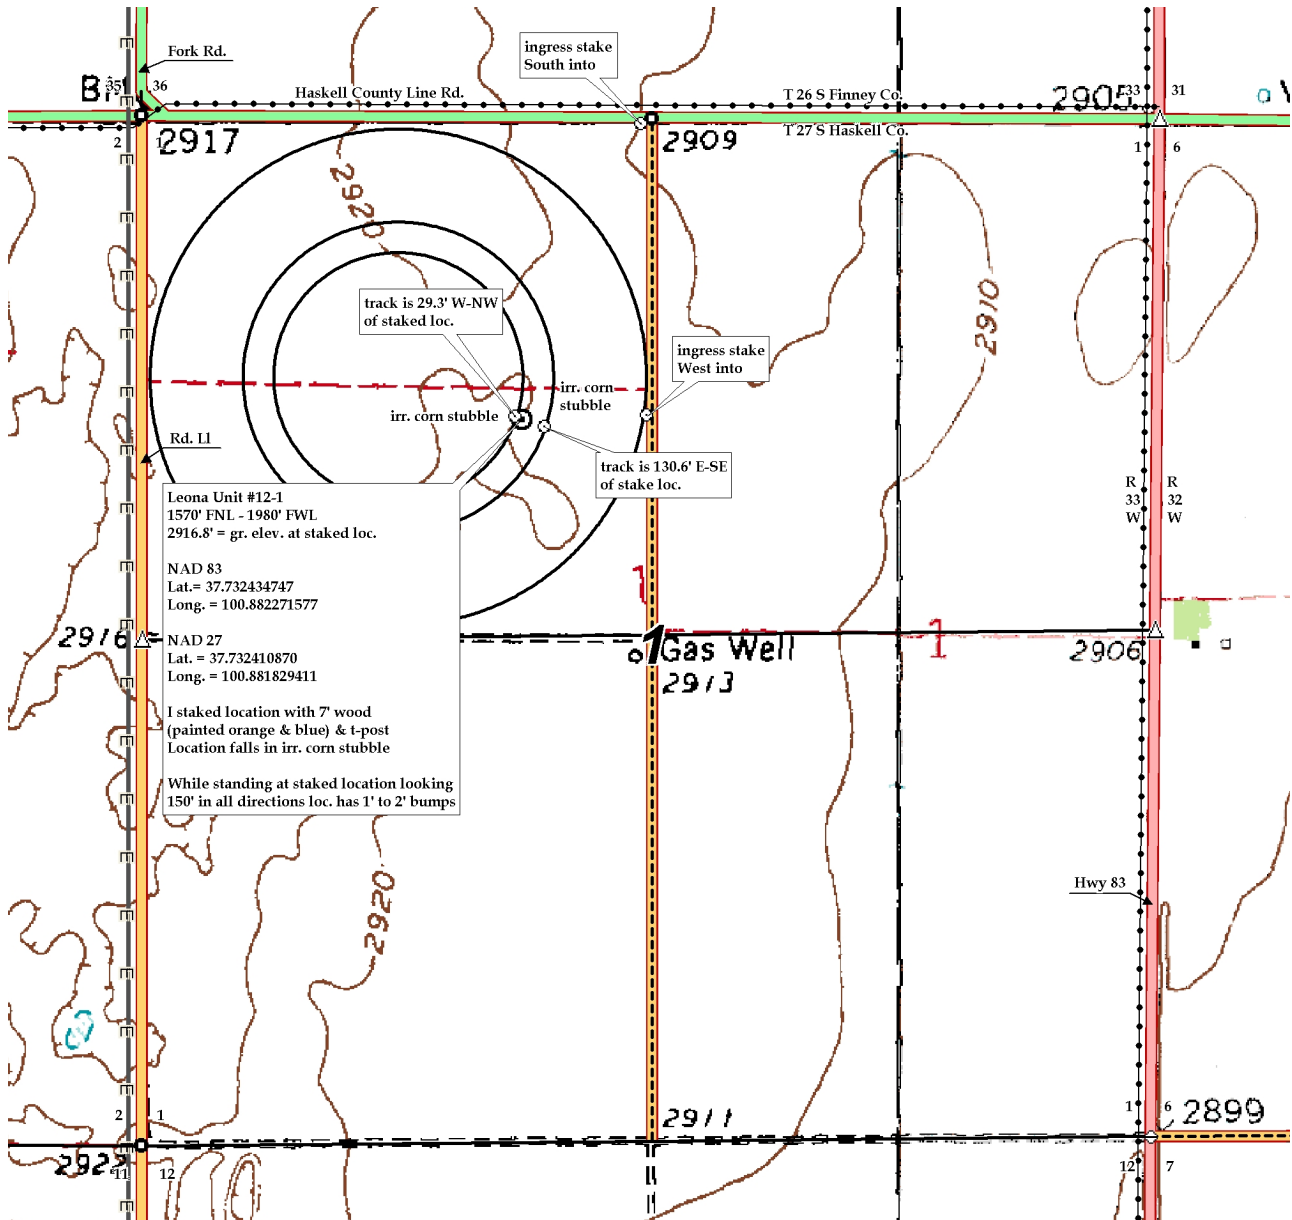 Fork Rd.
ingress stake
South into
35
36
Haskell County Line Rd.
T 26 S Finney Co.
2905
33
31
2917
2
1
2909
T 27 S Haskell Co.
1
6
2920
2910
track is 29.3' W-NW
of staked loc.
ingress stake
West into
irr. corn
stubble
irr. corn stubble
Rd. L1
track is 130.6' E-SE
of stake loc.
R
33
W
R
32
W
Leona Unit #12-1
1570' FNL - 1980' FWL
2916.8' = gr. elev. at staked loc.
NAD 83
Lat.= 37.732434747
Long. = 100.882271577
NAD 27
Lat. = 37.732410870
Long. = 100.881829411
I staked location with 7' wood
(painted orange & blue) & t-post
Location falls in irr. corn stubble
While standing at staked location looking
150' in all directions loc. has 1' to 2' bumps
2916
1
1
Gas Well
2913
1
2906
Hwy 83
2920
2
1
2911
1
6
2899
2922
11
12
12
7